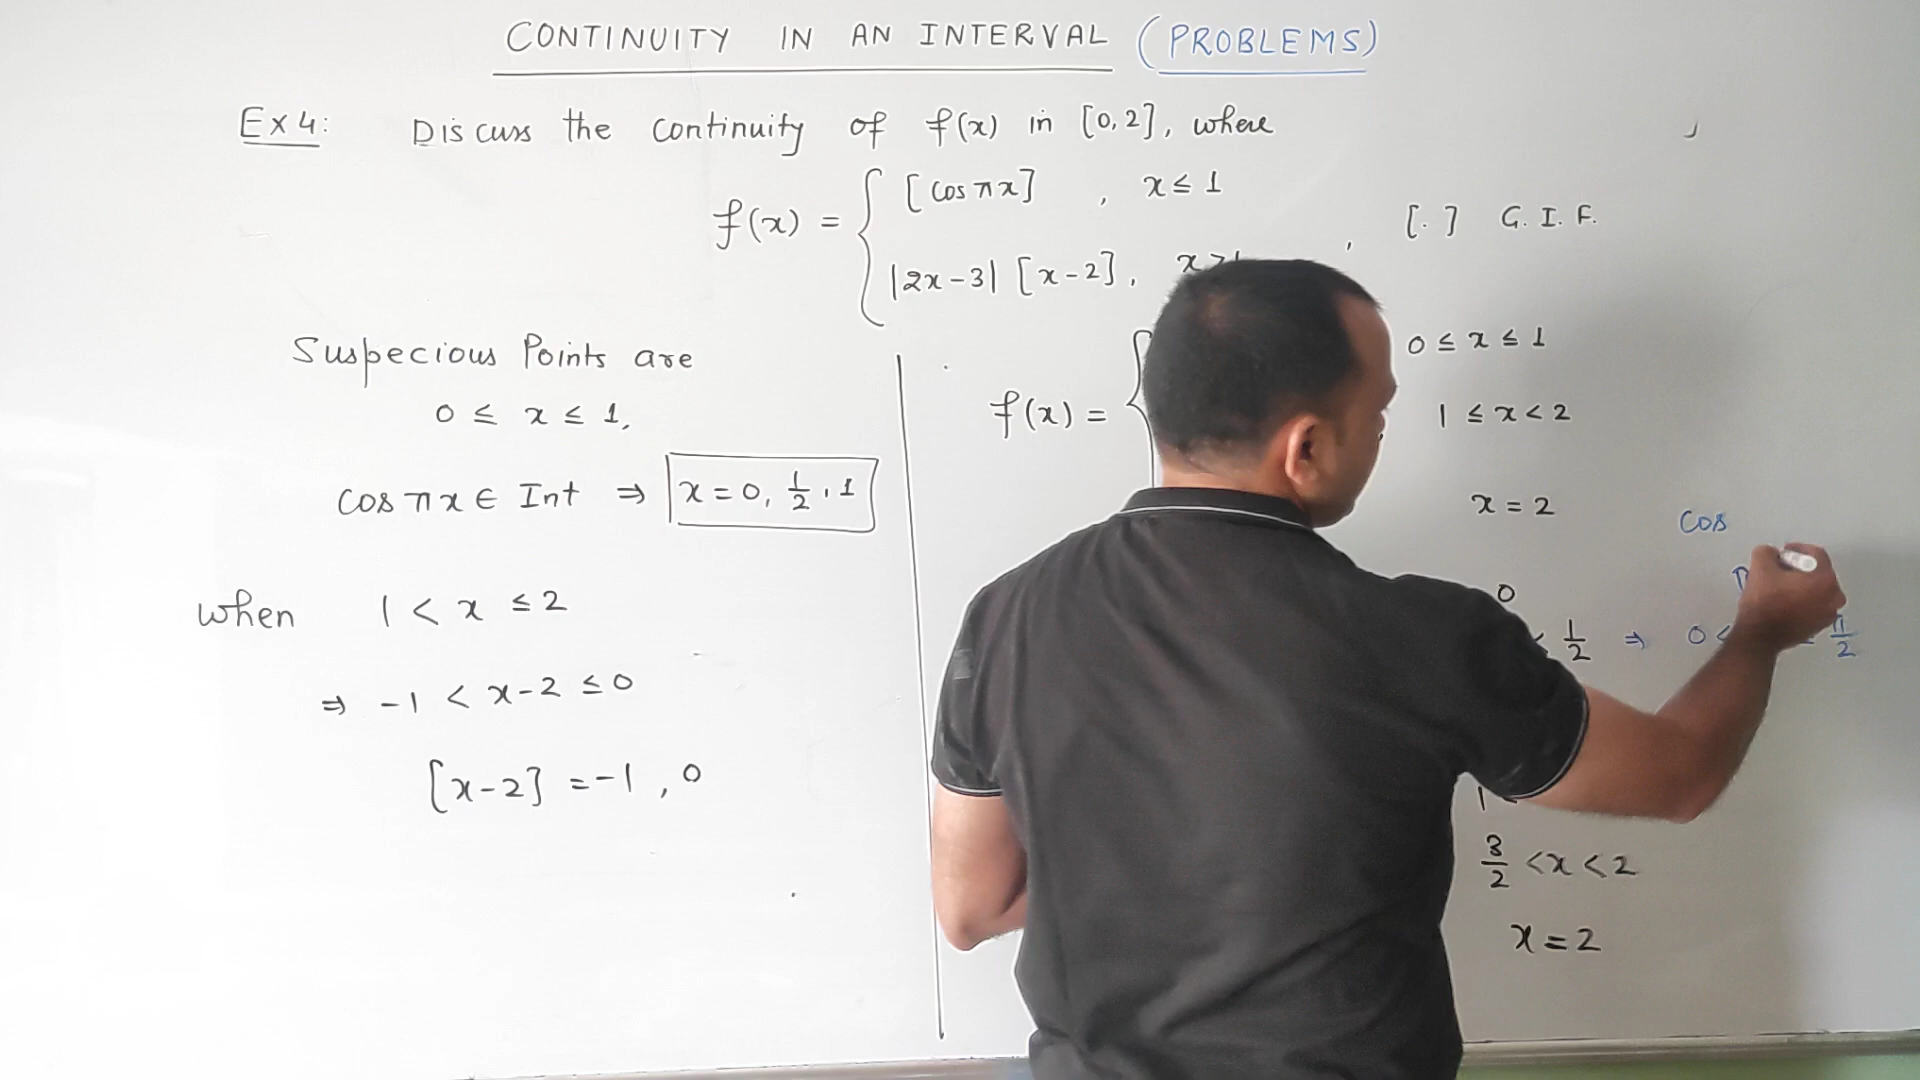 CONTINUITY IN AN INTERVAL (PROBLEMS)
Ex 4: Discuss the continuity of f(x) in [0,2], where
f(x) = { [cos πx] , x ≤ 1
|2x-3| [x-2], x > 1 , [.] G. I. F.
Suspecious Points are
0 ≤ x ≤ 1,
cos πx ∈ Int ⇒ x = 0, 1/2, 1
when 1 < x ≤ 2
⇒ -1 < x-2 ≤ 0
[x-2] = -1, 0
f(x) = {
0 ≤ x ≤ 1
1 ≤ x < 2
x = 2
cos
0
1/2 ⇒ 0 < π/2
3/2 < x < 2
x = 2